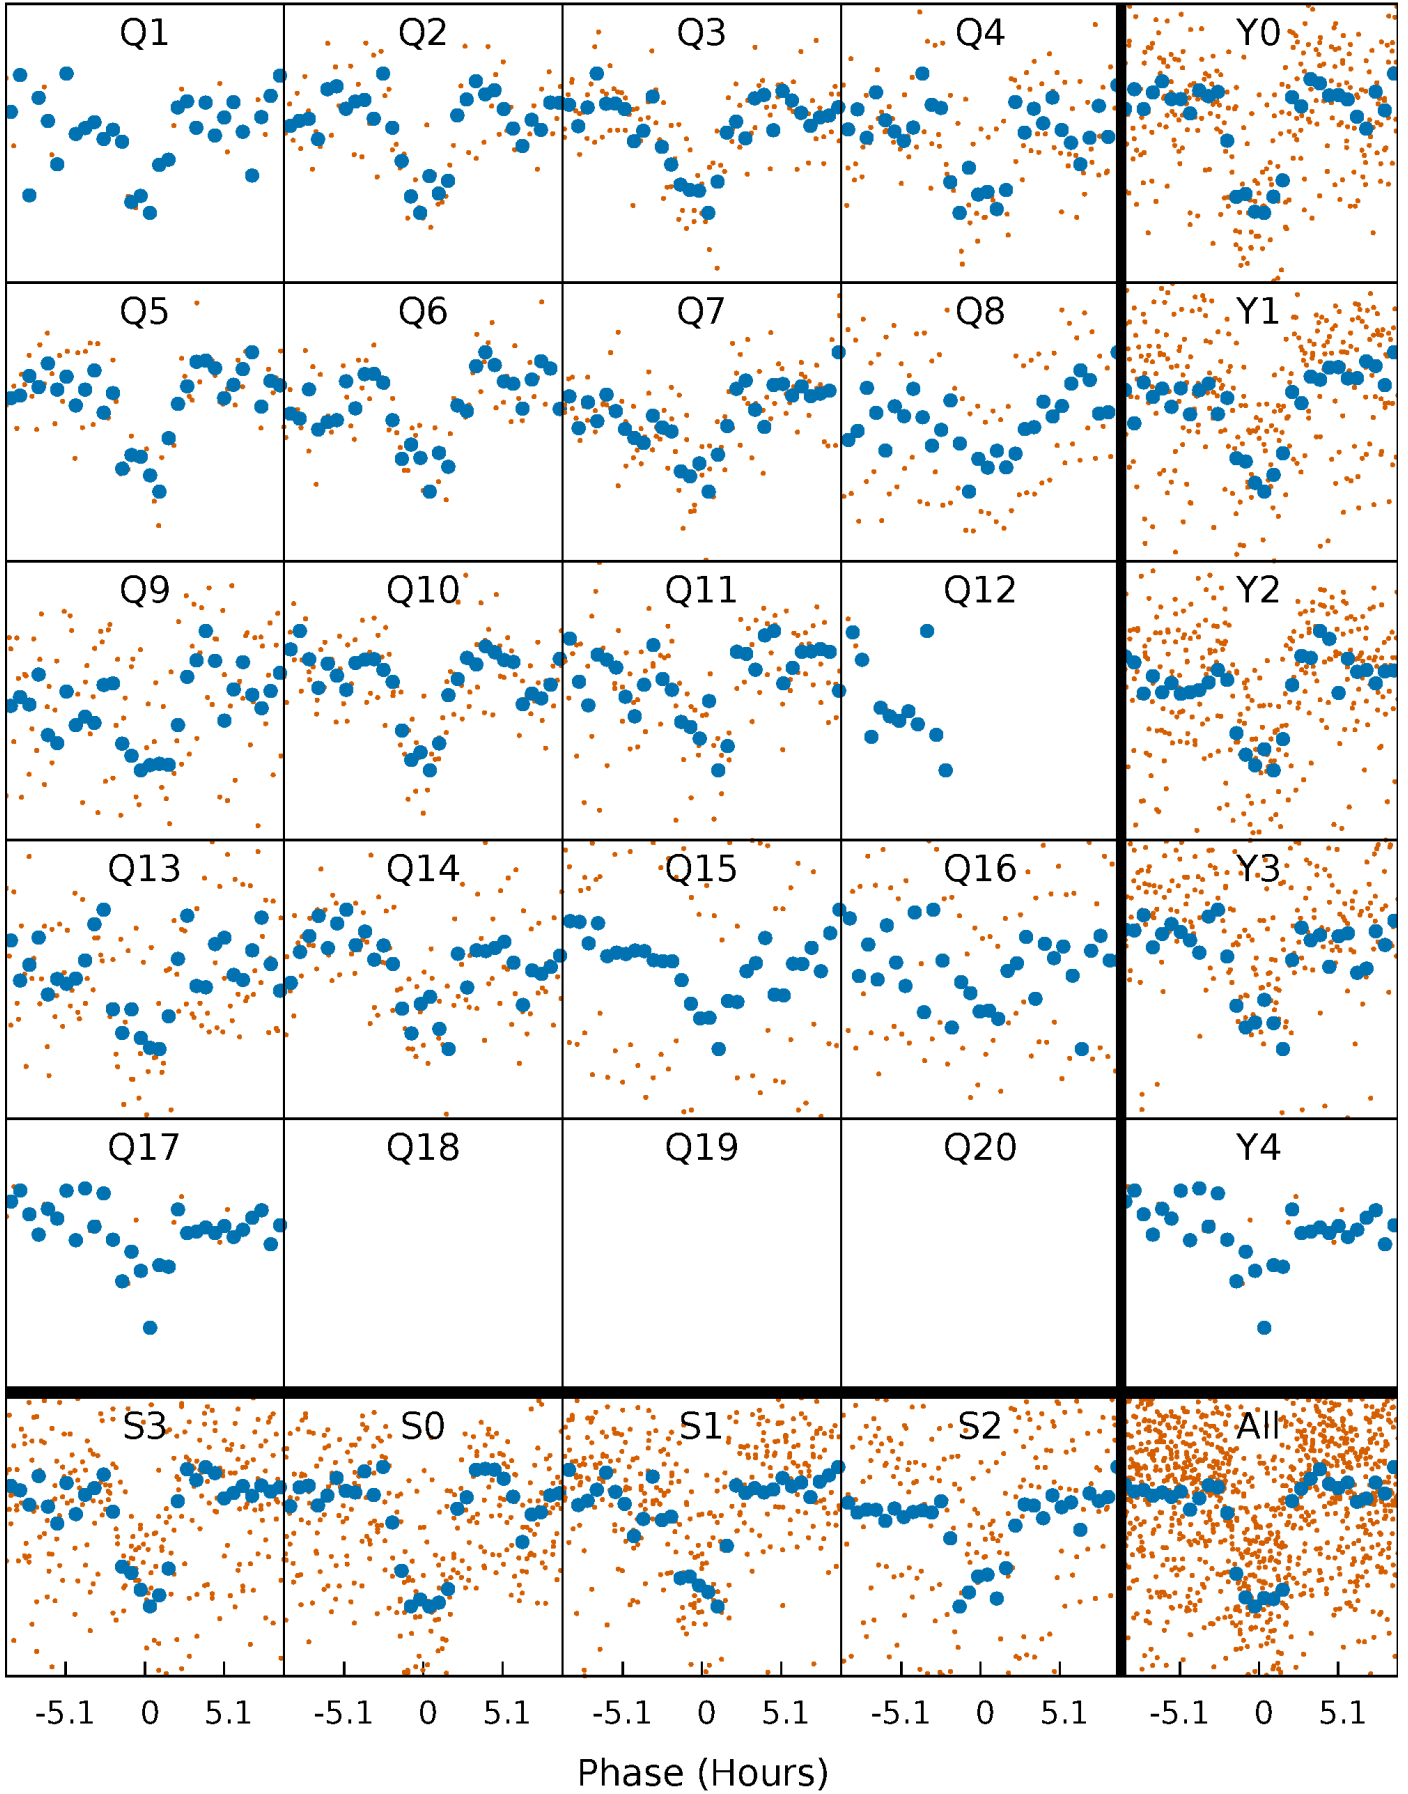 Q1 Q2 Q3 Q4 Y0
Q5 Q6 Q7 Q8 Y1
Q9 Q10 Q11 Q12 Y2
Q13 Q14 Q15 Q16 Y3
Q17 Q18 Q19 Q20 Y4
S3 S0 S1 S2 All
-5.1 0 5.1 -5.1 0 5.1 -5.1 0 5.1 -5.1 0 5.1 -5.1 0 5.1
Phase (Hours)